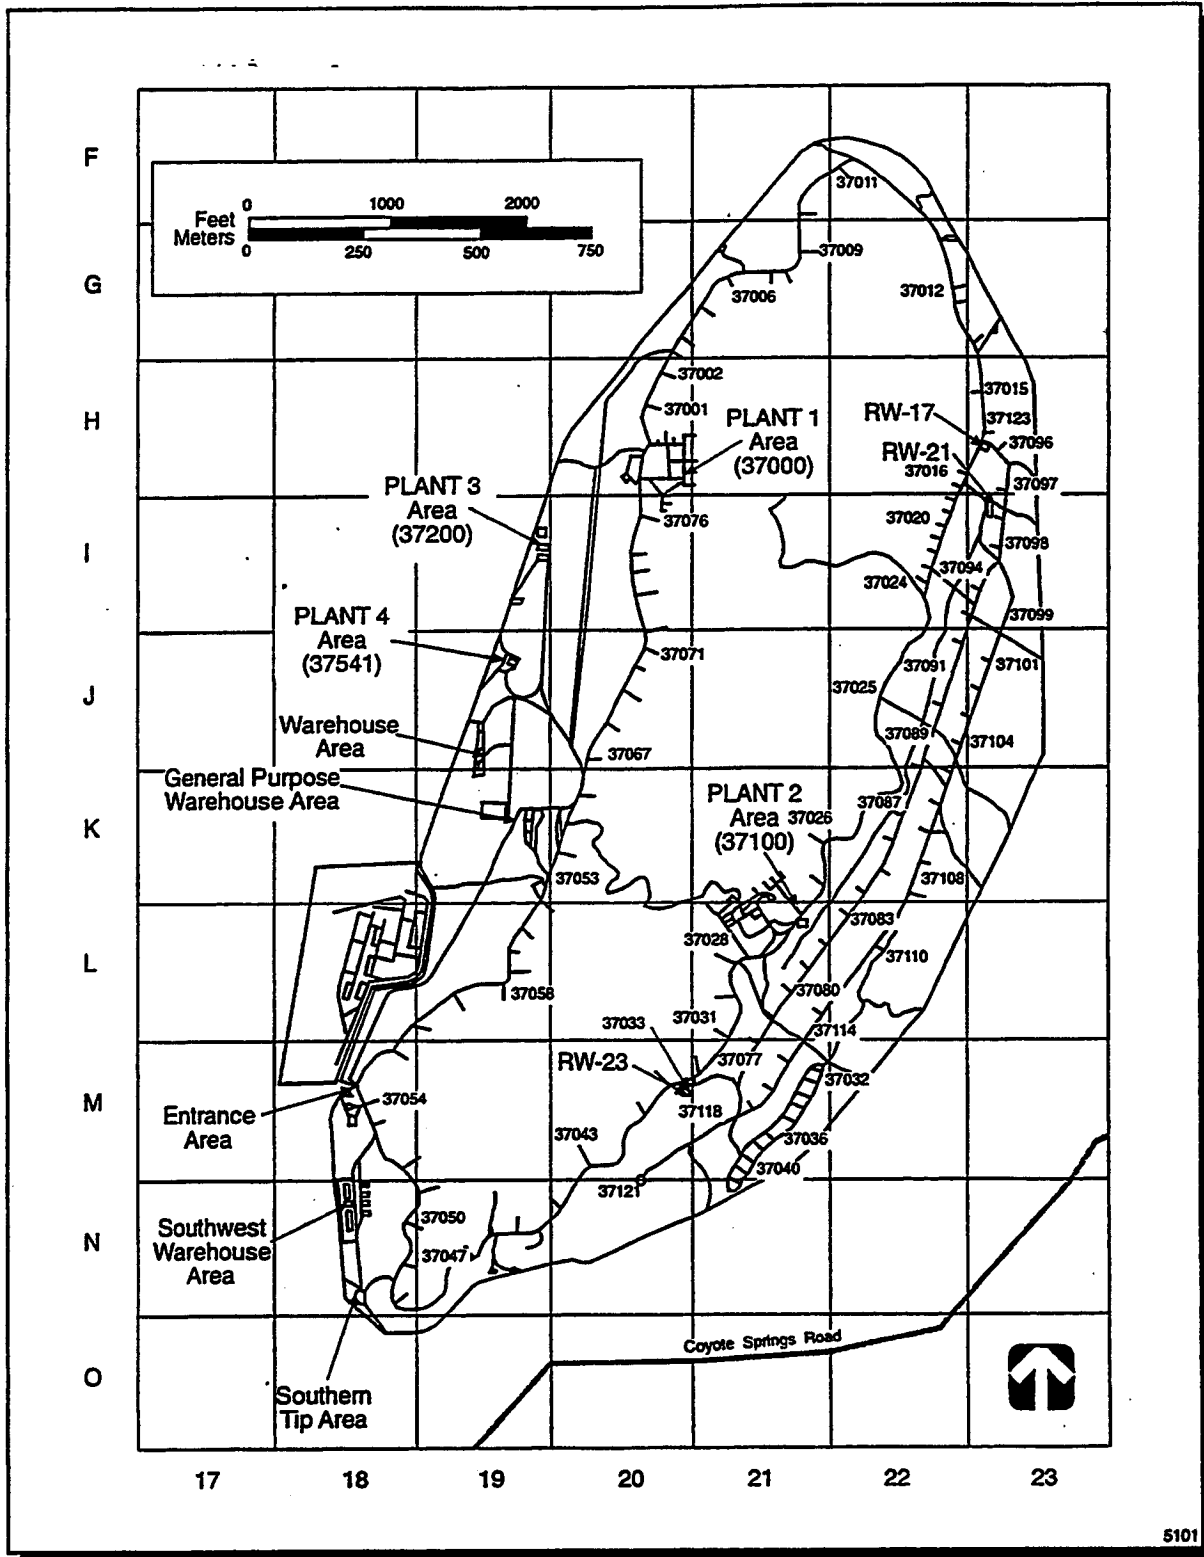 F
37011
0 1000 2000
Feet
Meters
0 250 500 750
37009
G
37006
37012
37002
37015
37001
H
PLANT 1
Area
(37000)
RW-17
37123
37096
RW-21
37016
37097
PLANT 3
Area
(37200)
37076
37020
I
37098
37094
37024
37099
PLANT 4
Area
(37541)
37071
37091
37101
J
37025
Warehouse
Area
37089
37104
37067
General Purpose
Warehouse Area
PLANT 2
Area
(37100)
37087
37026
K
37053
37108
37083
37028
37110
L
37058
37080
37033
37031
37114
RW-23
37077
37032
M
37054
37118
Entrance
Area
37043
37036
37040
37121
Southwest
Warehouse
Area
37050
N
37047
Coyote Springs Road
O
Southern
Tip Area
17 18 19 20 21 22 23
5101